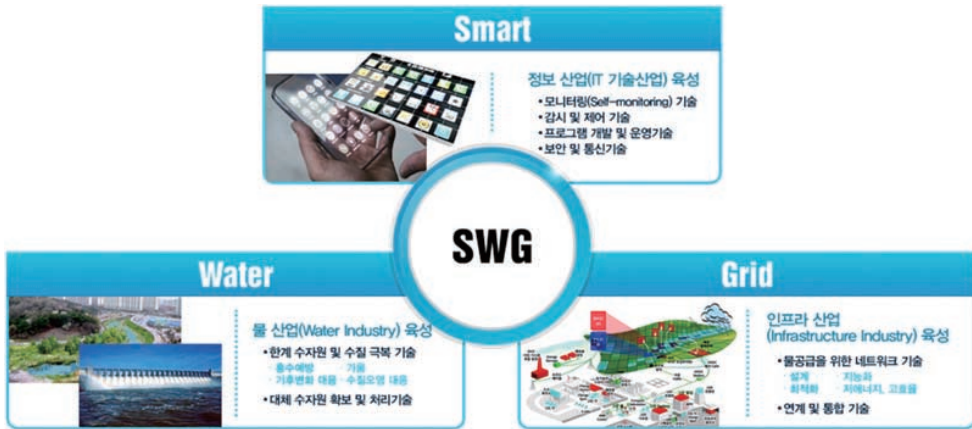 Smart
정보 산업(IT 기술산업) 육성
•모니터링(Self-monitoring) 기술
•감시 및 제어 기술
•프로그램 개발 및 운영기술
•보안 및 통신기술
SWG
Water
물 산업(Water Industry) 육성
•한계 수자원 및 수질 극복 기술
·홍수예방 ·가뭄
·기후변화 대응 ·수질오염 대응
•대체 수자원 확보 및 처리기술
Grid
인프라 산업
(Infrastructure Industry) 육성
•물공급을 위한 네트워크 기술
·설계 ·지능화
·최적화 ·저에너지, 고효율
•연계 및 통합 기술